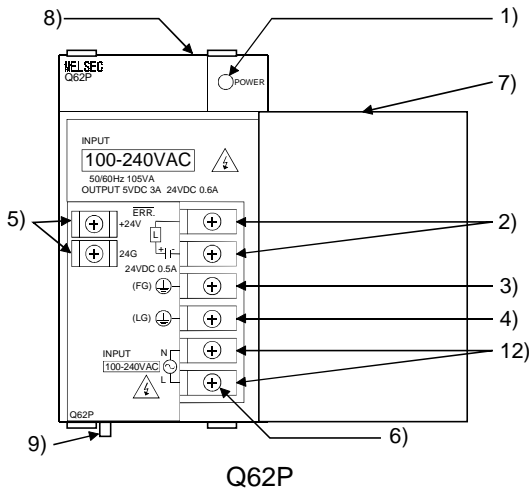 8)
1)
MELSEC
Q62P
POWER
7)
INPUT
100-240VAC
50/60Hz 105VA
OUTPUT 5VDC 3A 24VDC 0.6A
5)
+24V
ERR.
L
+ -
2)
24G
24VDC 0.5A
(FG)
3)
(LG)
4)
INPUT
100-240VAC
N
L
12)
Q62P
9)
6)
Q62P